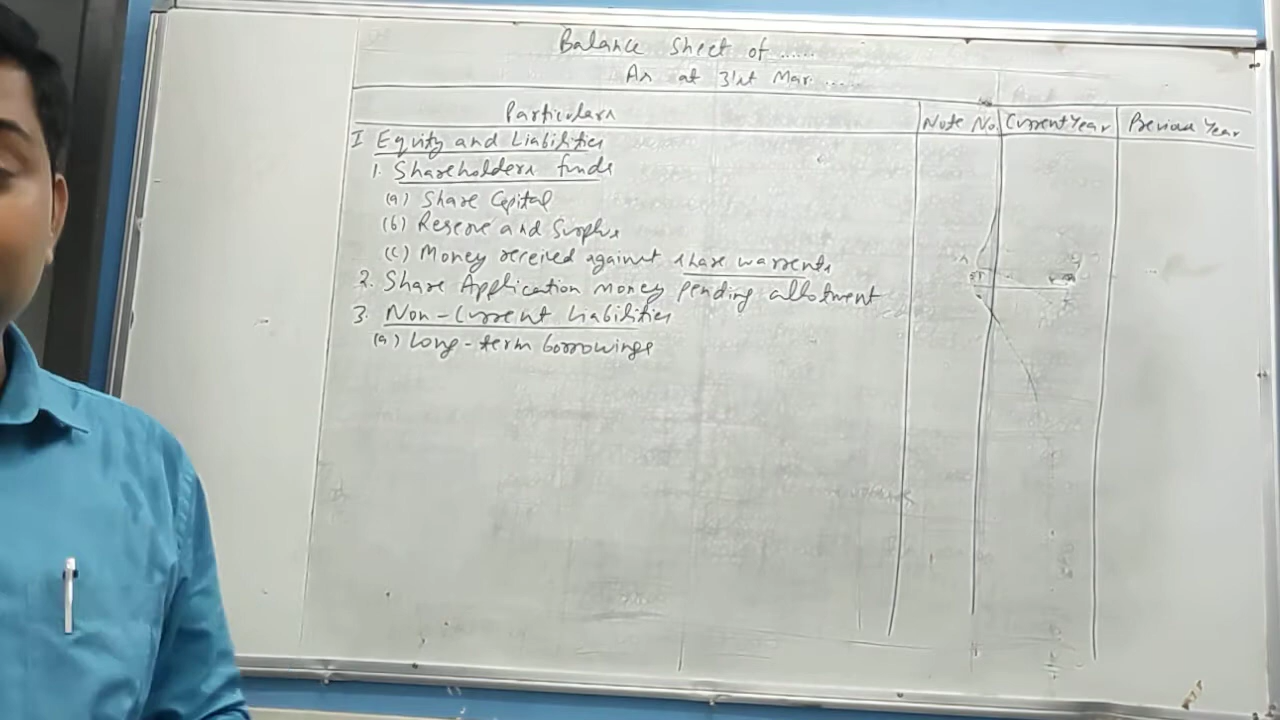 Balance Sheet of ......
As at 31st Mar ......
Particulars Note No. Current Year Previous Year
I Equity and Liabilities
1. Shareholders funds
(a) Share Capital
(b) Reserve and Surplus
(c) Money received against share warrents
2. Share Application money pending allotment
3. Non-Current Liabilities
(a) Long-term borrowings